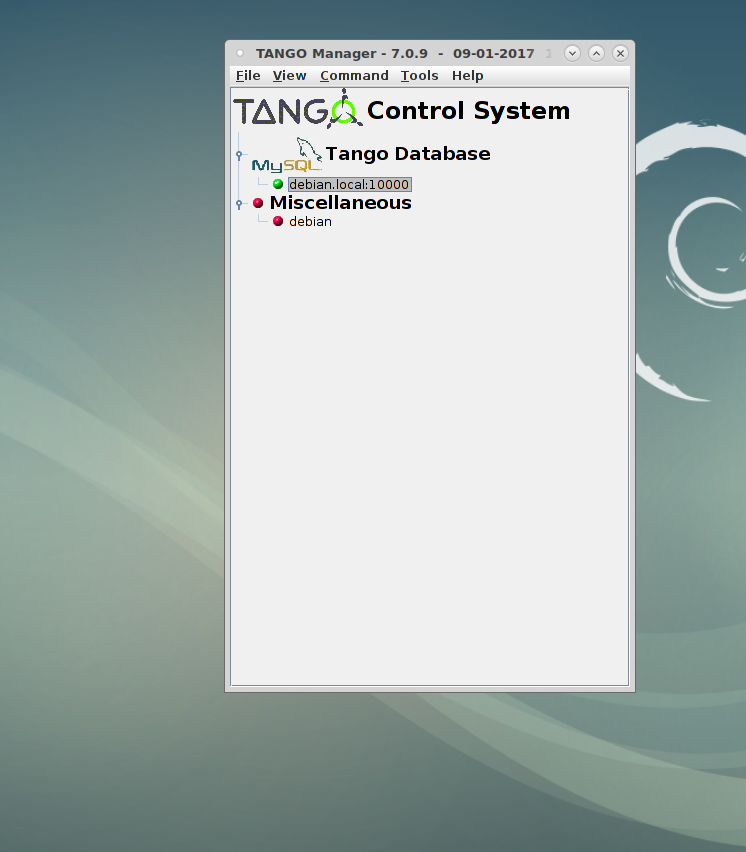 TANGO Manager - 7.0.9 - 09-01-2017
File View Command Tools Help
TANGO Control System
MySQL Tango Database
debian.local:10000
Miscellaneous
debian